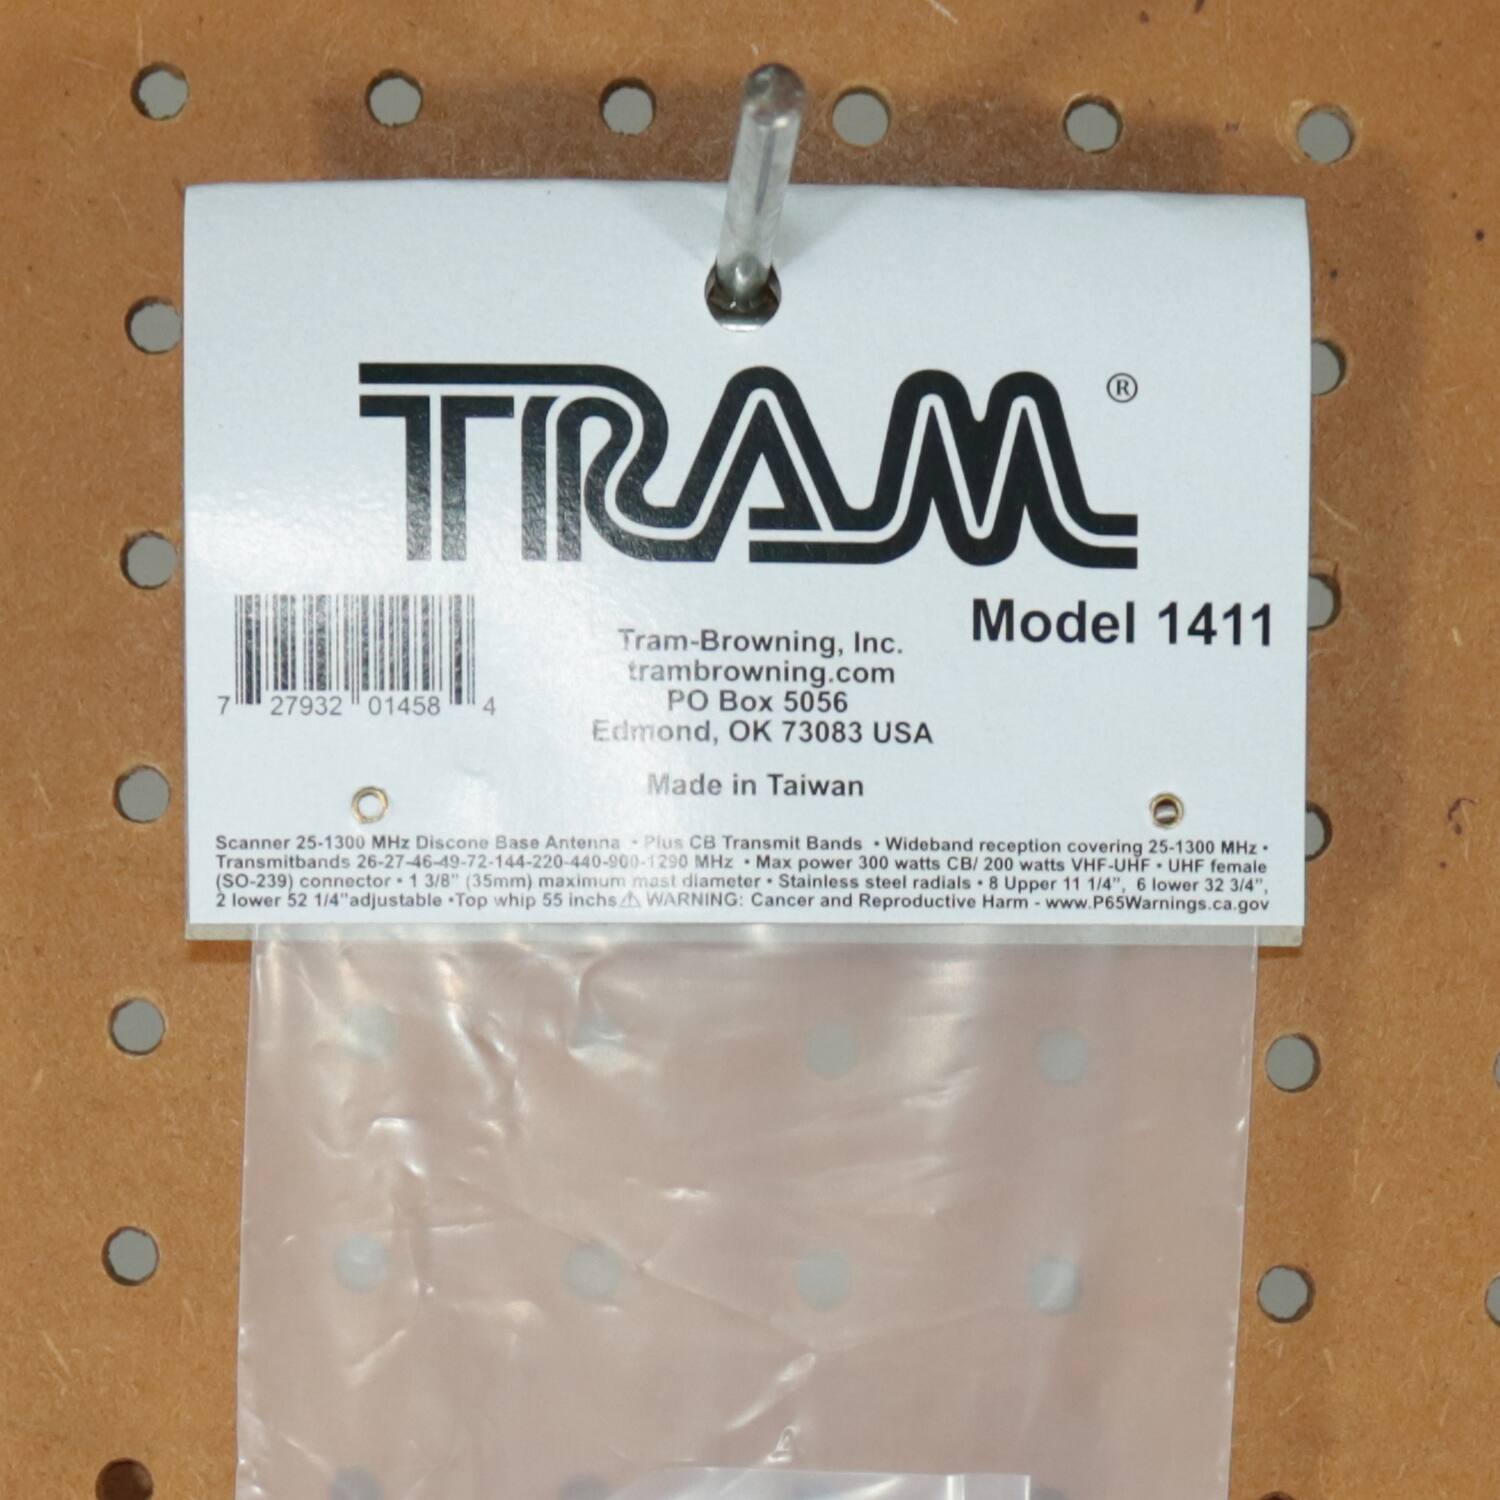 TRAM®
Model 1411
7 27932 01458 4
Tram-Browning, Inc.
trambrowning.com
PO Box 5056
Edmond, OK 73083 USA
Made in Taiwan
Scanner 25-1300 MHz Discone Base Antenna • Plus CB Transmit Bands • Wideband reception covering 25-1300 MHz •
Transmitbands 26-27-46-49-72-144-220-440-900-1290 MHz • Max power 300 watts CB/ 200 watts VHF-UHF • UHF female
(SO-239) connector • 1 3/8" (35mm) maximum mast diameter • Stainless steel radials • 8 Upper 11 1/4", 6 lower 32 3/4",
2 lower 52 1/4"adjustable •Top whip 55 inchs⚠ WARNING: Cancer and Reproductive Harm - www.P65Warnings.ca.gov